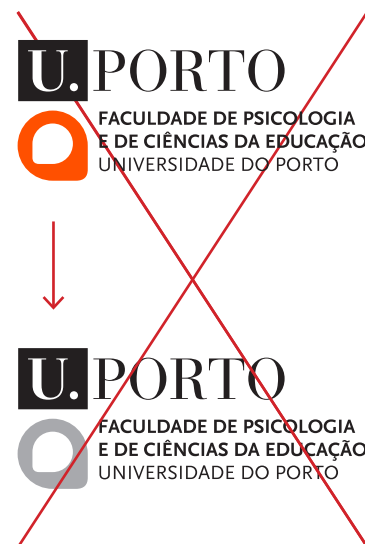 U. PORTO
FACULDADE DE PSICOLOGIA
E DE CIÊNCIAS DA EDUCAÇÃO
UNIVERSIDADE DO PORTO
U. PORTO
FACULDADE DE PSICOLOGIA
E DE CIÊNCIAS DA EDUCAÇÃO
UNIVERSIDADE DO PORTO